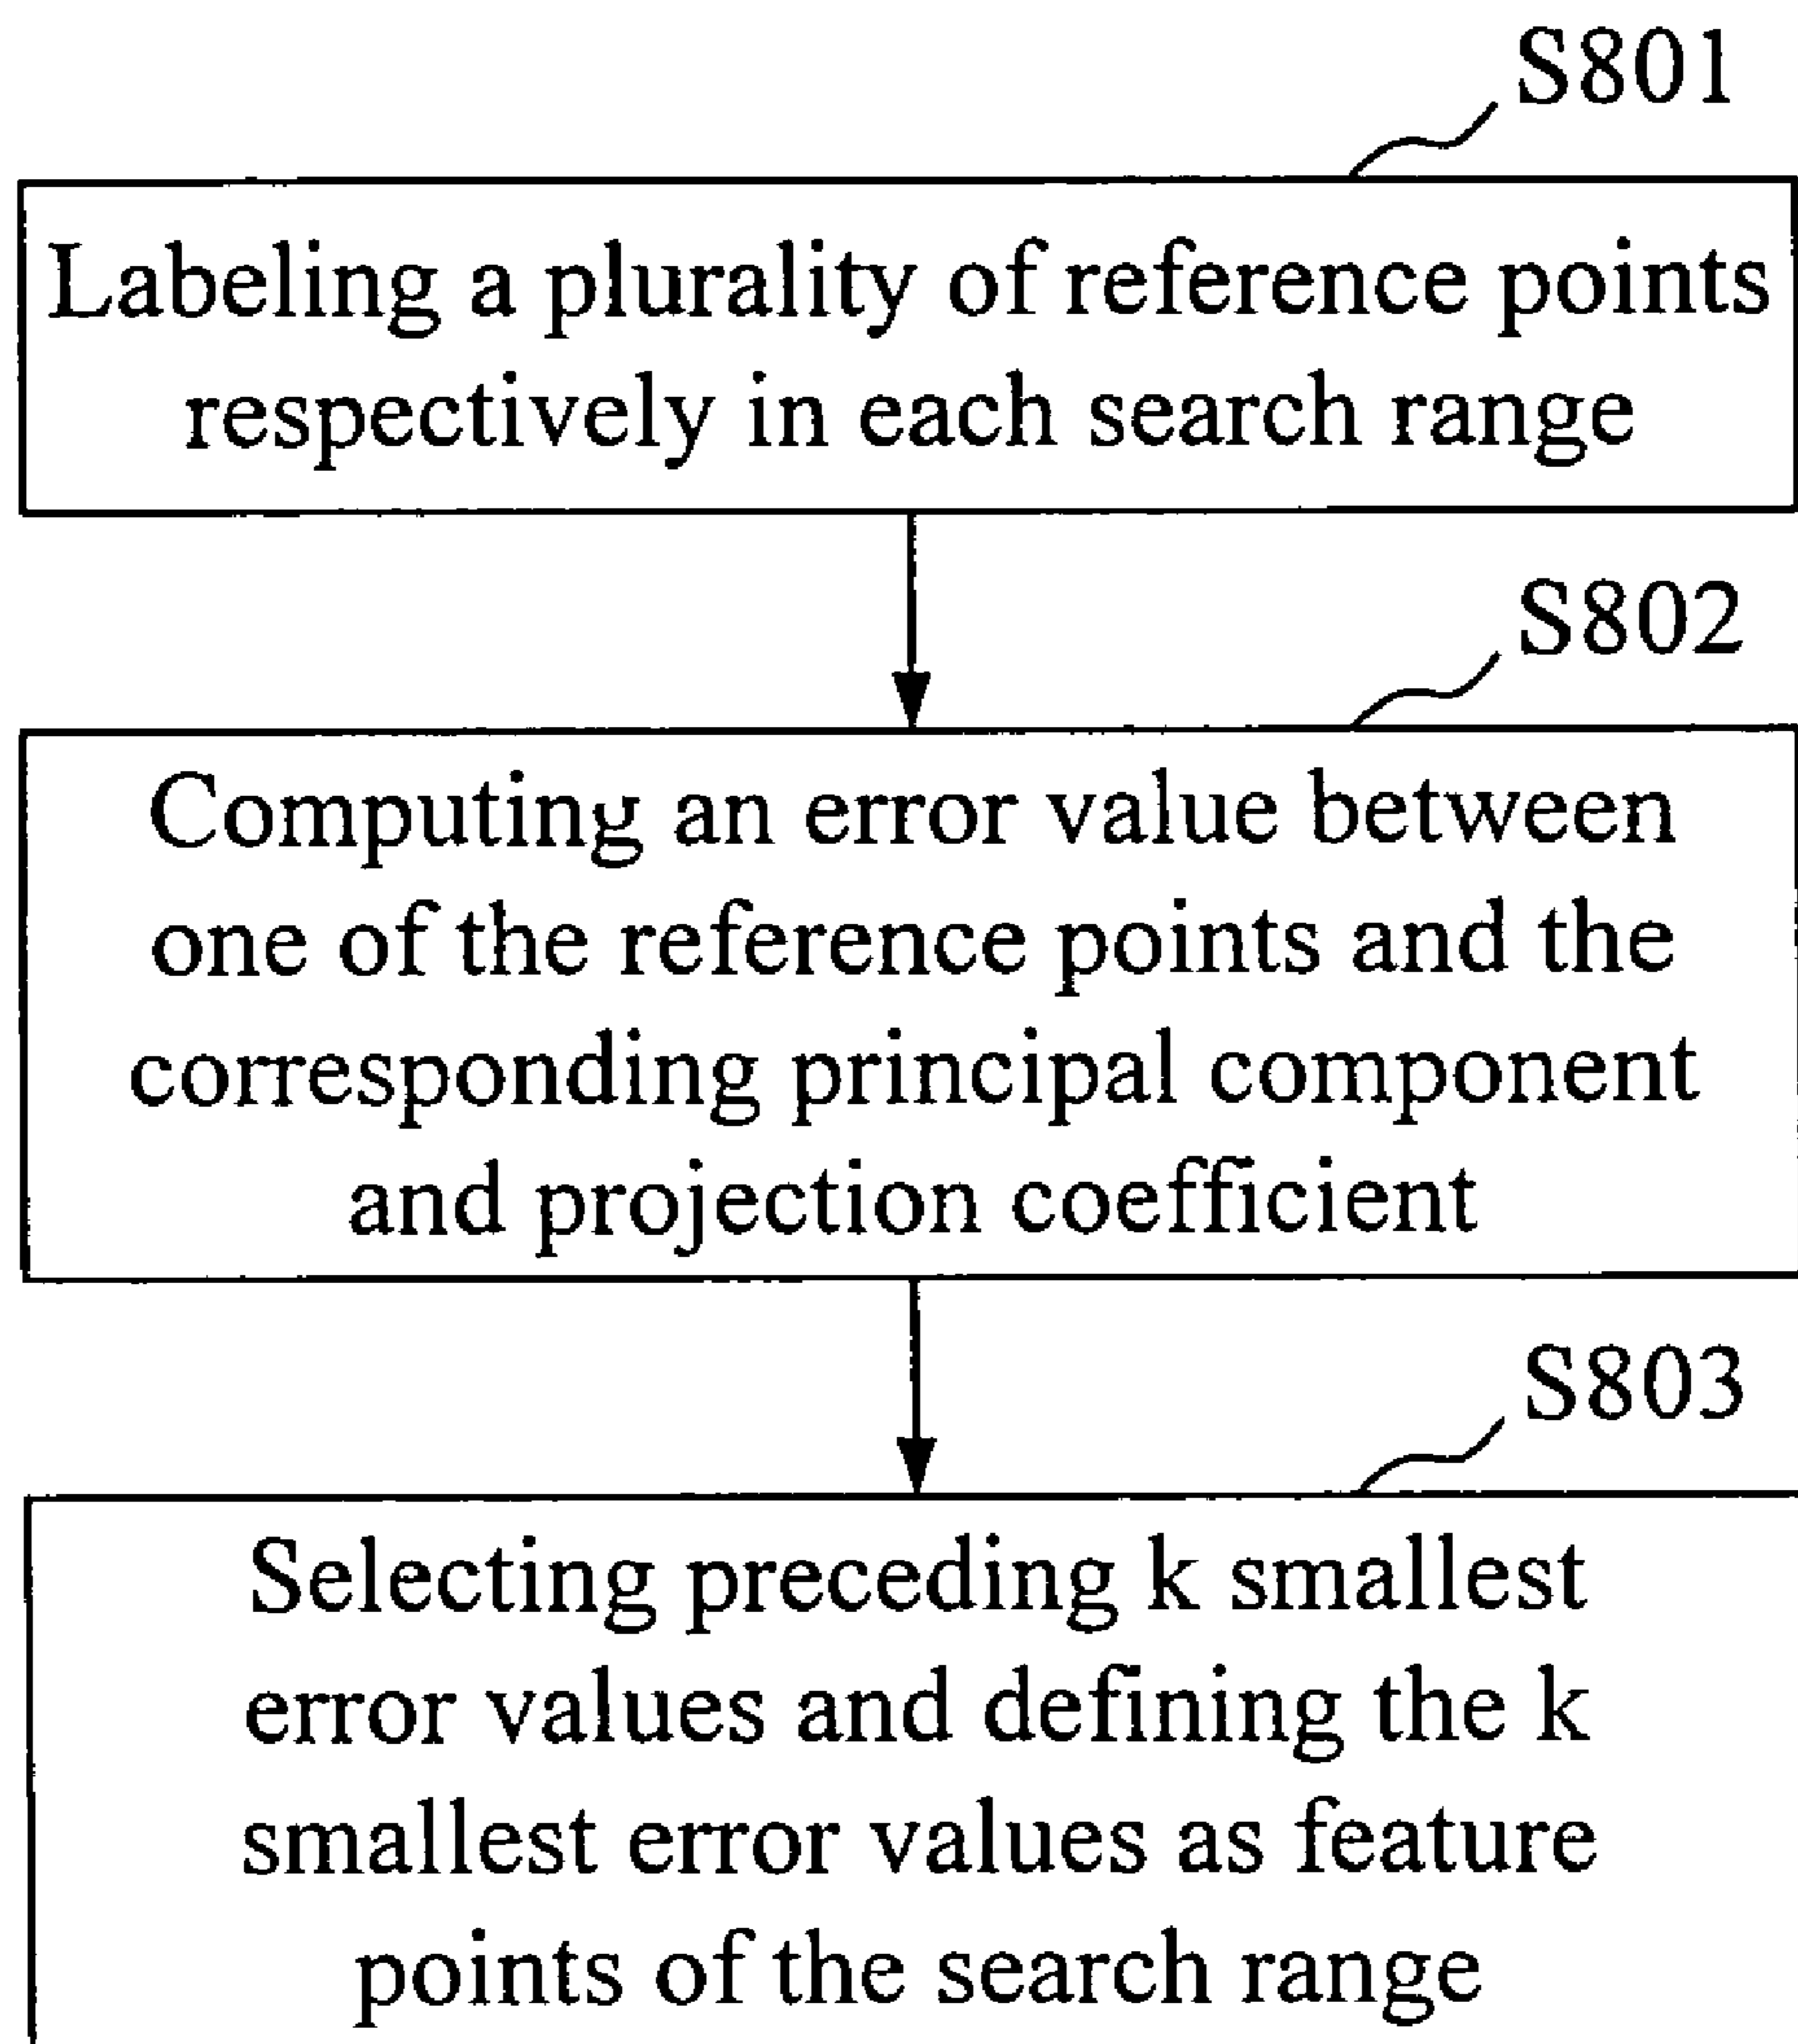 S801
Labeling a plurality of reference points
respectively in each search range
S802
Computing an error value between
one of the reference points and the
corresponding principal component
and projection coefficient
S803
Selecting preceding k smallest
error values and defining the k
smallest error values as feature
points of the search range